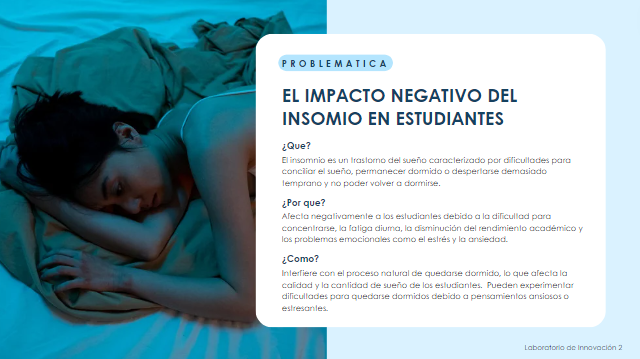 PROBLEMATICA
EL IMPACTO NEGATIVO DEL
INSOMIO EN ESTUDIANTES
¿Que?
El insomnio es un trastorno del sueño caracterizado por dificultades para
conciliar el sueño, permanecer dormido o despertarse demasiado
temprano y no poder volver a dormirse.
¿Por que?
Afecta negativamente a los estudiantes debido a la dificultad para
concentrarse, la fatiga diurna, la disminución del rendimiento académico y
los problemas emocionales como el estrés y la ansiedad.
¿Como?
Interfiere con el proceso natural de quedarse dormido, lo que afecta la
calidad y la cantidad de sueño de los estudiantes. Pueden experimentar
dificultades para quedarse dormidos debido a pensamientos ansiosos o
estresantes.
Laboratorio de Innovación 2